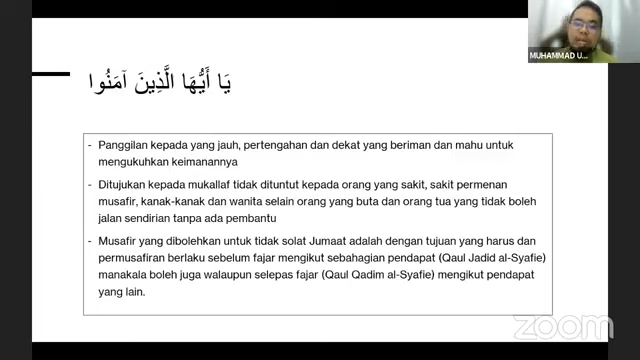 يَا أَيُّهَا الَّذِينَ آمَنُوا
- Panggilan kepada yang jauh, pertengahan dan dekat yang beriman dan mahu untuk
mengukuhkan keimanannya
- Ditujukan kepada mukallaf tidak dituntut kepada orang yang sakit, sakit permenan
musafir, kanak-kanak dan wanita selain orang yang buta dan orang tua yang tidak boleh
jalan sendirian tanpa ada pembantu
- Musafir yang dibolehkan untuk tidak solat Jumaat adalah dengan tujuan yang harus dan
permusafiran berlaku sebelum fajar mengikut sebahagian pendapat (Qaul Jadid al-Syafie)
manakala boleh juga walaupun selepas fajar (Qaul Qadim al-Syafie) mengikut pendapat
yang lain.
MUHAMMAD U...
zoom